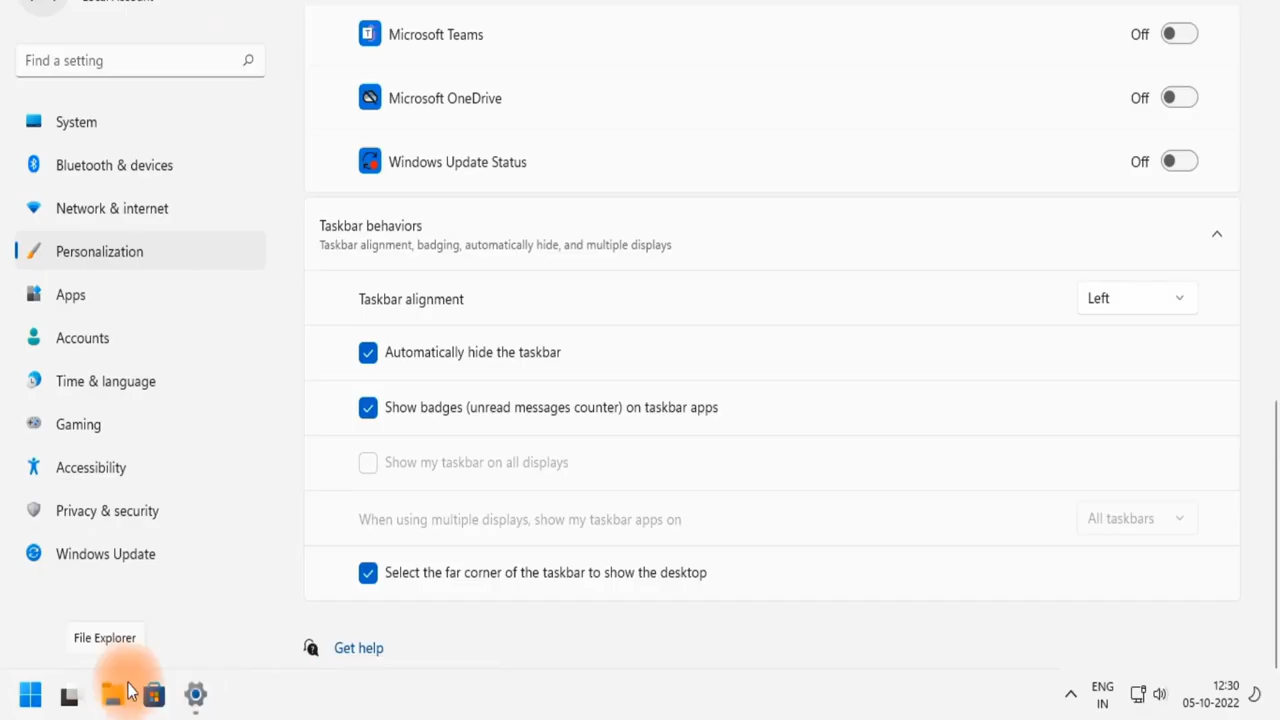 Local Account
Find a setting
System
Bluetooth & devices
Network & internet
Personalization
Apps
Accounts
Time & language
Gaming
Accessibility
Privacy & security
Windows Update
Microsoft Teams
Off
Microsoft OneDrive
Off
Windows Update Status
Off
Taskbar behaviors
Taskbar alignment, badging, automatically hide, and multiple displays
Taskbar alignment
Left
Automatically hide the taskbar
Show badges (unread messages counter) on taskbar apps
Show my taskbar on all displays
When using multiple displays, show my taskbar apps on
All taskbars
Select the far corner of the taskbar to show the desktop
Get help
File Explorer
ENG
IN
12:30
05-10-2022